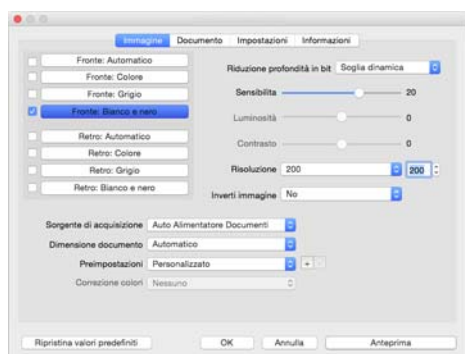 Immagine Documento Impostazioni Informazioni
Fronte: Automatico
Fronte: Colore
Fronte: Grigio
Fronte: Bianco e nero
Retro: Automatico
Retro: Colore
Retro: Grigio
Retro: Bianco e nero
Riduzione profondità in bit Soglia dinamica
Sensibilita 20
Luminosità 0
Contrasto 0
Risoluzione 200 200
Inverti immagine No
Sorgente di acquisizione Auto Alimentatore Documenti
Dimensione documento Automatico
Preimpostazioni Personalizzato + -
Correzione colori Nessuno
Ripristina valori predefiniti OK Annulla Anteprima